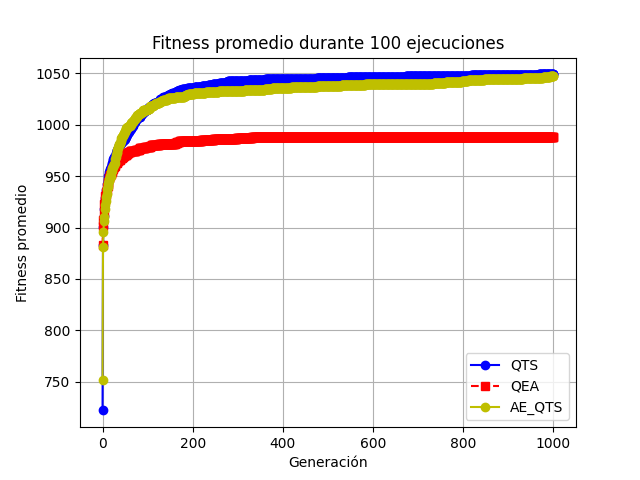 Fitness promedio durante 100 ejecuciones
Fitness promedio
1050
1000
950
900
850
800
750
0
200
400
600
800
1000
Generación
QTS
QEA
AE_QTS